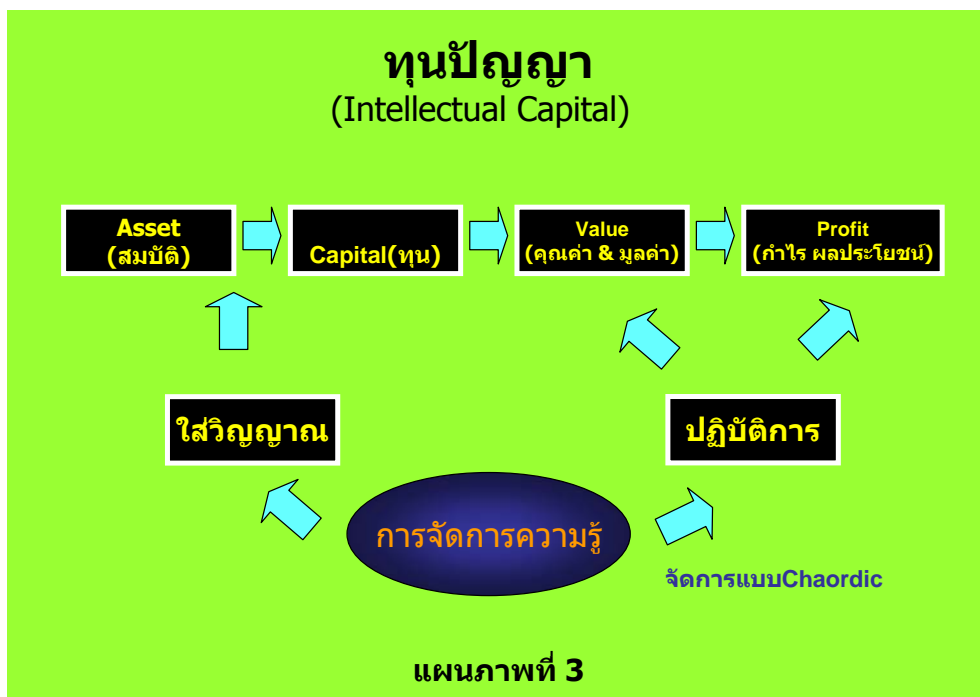 ทุนปัญญา
(Intellectual Capital)
Asset
(สมบัติ)
Capital(ทุน)
Value
(คุณค่า & มูลค่า)
Profit
(กำไร ผลประโยชน์)
ใส่วิญญาณ
ปฏิบัติการ
การจัดการความรู้
จัดการแบบChaordic
แผนภาพที่ 3